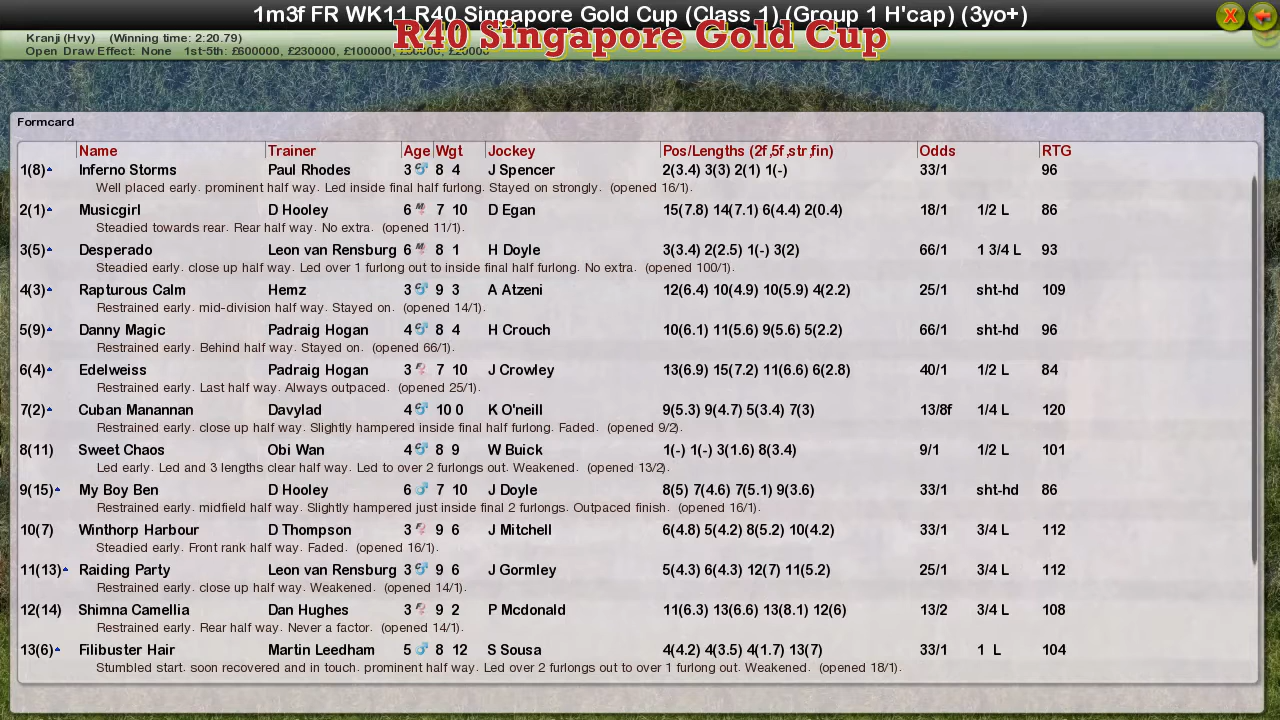 1m3f FR WK11 R40 Singapore Gold Cup (Class 1) (Group 1 H'cap) (3yo+)
R40 Singapore Gold Cup
Kranji (Hvy) (Winning time: 2:20.79)
Open Draw Effect: None 1st-5th: £600000, £230000, £100000, £20000
Formcard
Name Trainer Age Wgt Jockey Pos/Lengths (2f,5f,str,fin) Odds RTG
1(8) Inferno Storms Paul Rhodes 3 8 4 J Spencer 2(3.4) 3(3) 2(1) 1(-) 33/1 96
Well placed early. prominent half way. Led inside final half furlong. Stayed on strongly. (opened 16/1).
2(1) Musicgirl D Hooley 6 7 10 D Egan 15(7.8) 14(7.1) 6(4.4) 2(0.4) 18/1 1/2 L 86
Steadied towards rear. Rear half way. No extra. (opened 11/1).
3(5) Desperado Leon van Rensburg 6 8 1 H Doyle 3(3.4) 2(2.5) 1(-) 3(2) 66/1 1 3/4 L 93
Steadied early. close up half way. Led over 1 furlong out to inside final half furlong. No extra. (opened 100/1).
4(3) Rapturous Calm Hemz 3 9 3 A Atzeni 12(6.4) 10(4.9) 10(5.9) 4(2.2) 25/1 sht-hd 109
Restrained early. mid-division half way. Stayed on. (opened 14/1).
5(9) Danny Magic Padraig Hogan 4 8 4 H Crouch 10(6.1) 11(5.6) 9(5.6) 5(2.2) 66/1 sht-hd 96
Restrained early. Behind half way. Stayed on. (opened 66/1).
6(4) Edelweiss Padraig Hogan 3 7 10 J Crowley 13(6.9) 15(7.2) 11(6.6) 6(2.8) 40/1 1/2 L 84
Restrained early. Last half way. Always outpaced. (opened 25/1).
7(2) Cuban Manannan Davylad 4 10 0 K O'neill 9(5.3) 9(4.7) 5(3.4) 7(3) 13/8f 1/4 L 120
Restrained early. close up half way. Slightly hampered inside final half furlong. Faded. (opened 9/2).
8(11) Sweet Chaos Obi Wan 4 8 9 W Buick 1(-) 1(-) 3(1.6) 8(3.4) 9/1 1/2 L 101
Led early. Led and 3 lengths clear half way. Led to over 2 furlongs out. Weakened. (opened 13/2).
9(15) My Boy Ben D Hooley 6 7 10 J Doyle 8(5) 7(4.6) 7(5.1) 9(3.6) 33/1 sht-hd 86
Restrained early. midfield half way. Slightly hampered just inside final 2 furlongs. Outpaced finish. (opened 16/1).
10(7) Winthorp Harbour D Thompson 3 9 6 J Mitchell 6(4.8) 5(4.2) 8(5.2) 10(4.2) 33/1 3/4 L 112
Steadied early. Front rank half way. Faded. (opened 16/1).
11(13) Raiding Party Leon van Rensburg 3 9 6 J Gormley 5(4.3) 6(4.3) 12(7) 11(5.2) 25/1 3/4 L 112
Restrained early. close up half way. Weakened. (opened 14/1).
12(14) Shimna Camellia Dan Hughes 3 9 2 P Mcdonald 11(6.3) 13(6.6) 13(8.1) 12(6) 13/2 3/4 L 108
Restrained early. Rear half way. Never a factor. (opened 14/1).
13(6) Filibuster Hair Martin Leedham 5 8 12 S Sousa 4(4.2) 4(3.5) 4(1.7) 13(7) 33/1 1 L 104
Stumbled start. soon recovered and in touch. prominent half way. Led over 2 furlongs out to over 1 furlong out. Weakened. (opened 18/1).